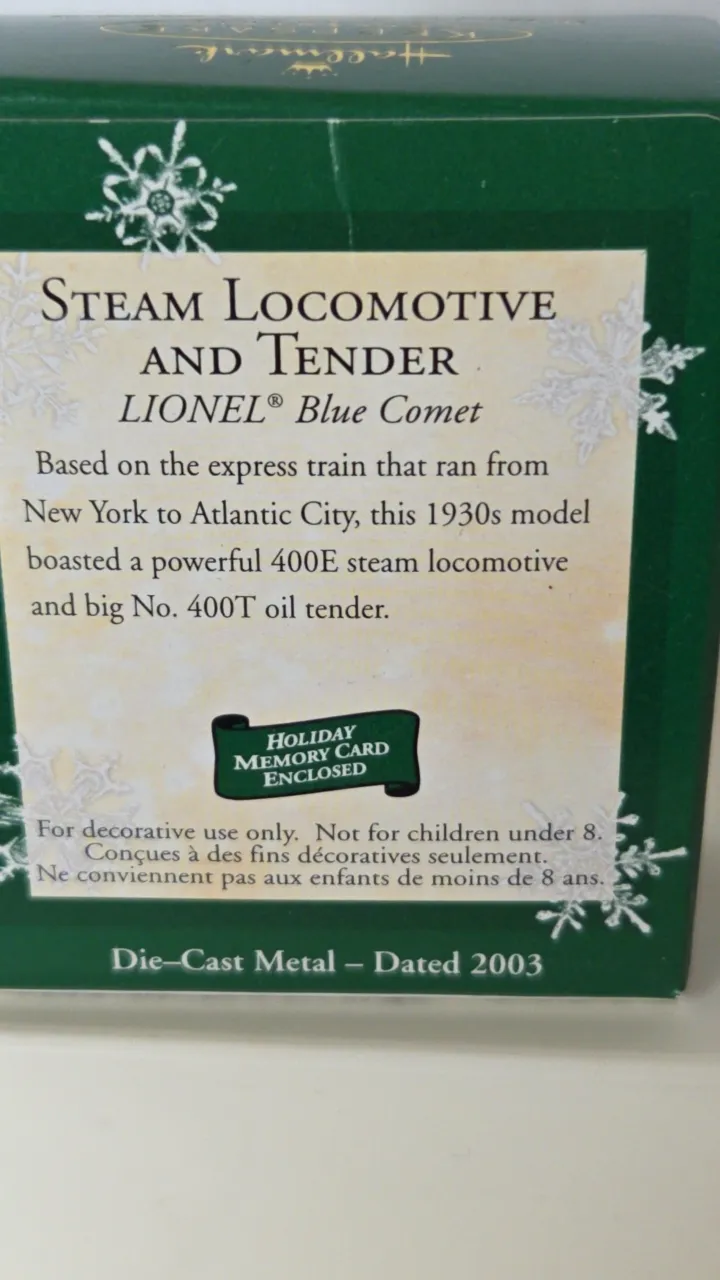 Hallmark
KEEPSAKE
STEAM LOCOMOTIVE
AND TENDER
LIONEL® Blue Comet
Based on the express train that ran from
New York to Atlantic City, this 1930s model
boasted a powerful 400E steam locomotive
and big No. 400T oil tender.
HOLIDAY
MEMORY CARD
ENCLOSED
For decorative use only. Not for children under 8.
Conçues à des fins décoratives seulement.
Ne conviennent pas aux enfants de moins de 8 ans.
Die–Cast Metal – Dated 2003